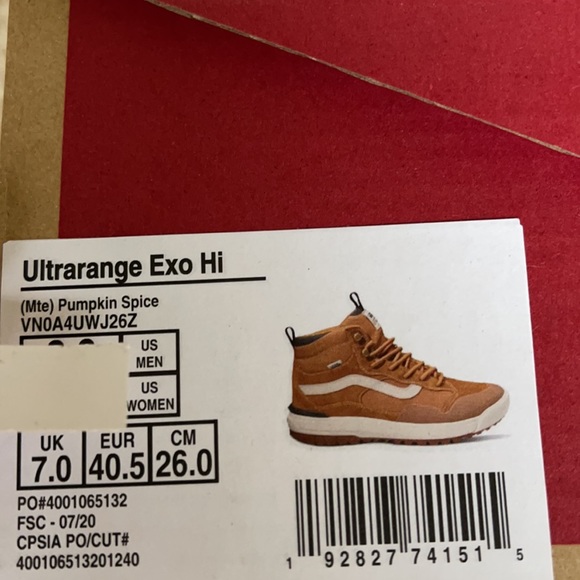 Ultrarange Exo Hi
(Mte) Pumpkin Spice
VN0A4UWJ26Z
US
MEN
US
WOMEN
UK EUR CM
7.0 40.5 26.0
PO#4001065132
FSC - 07/20
CPSIA PO/CUT#
400106513201240
1 92827 74151 5